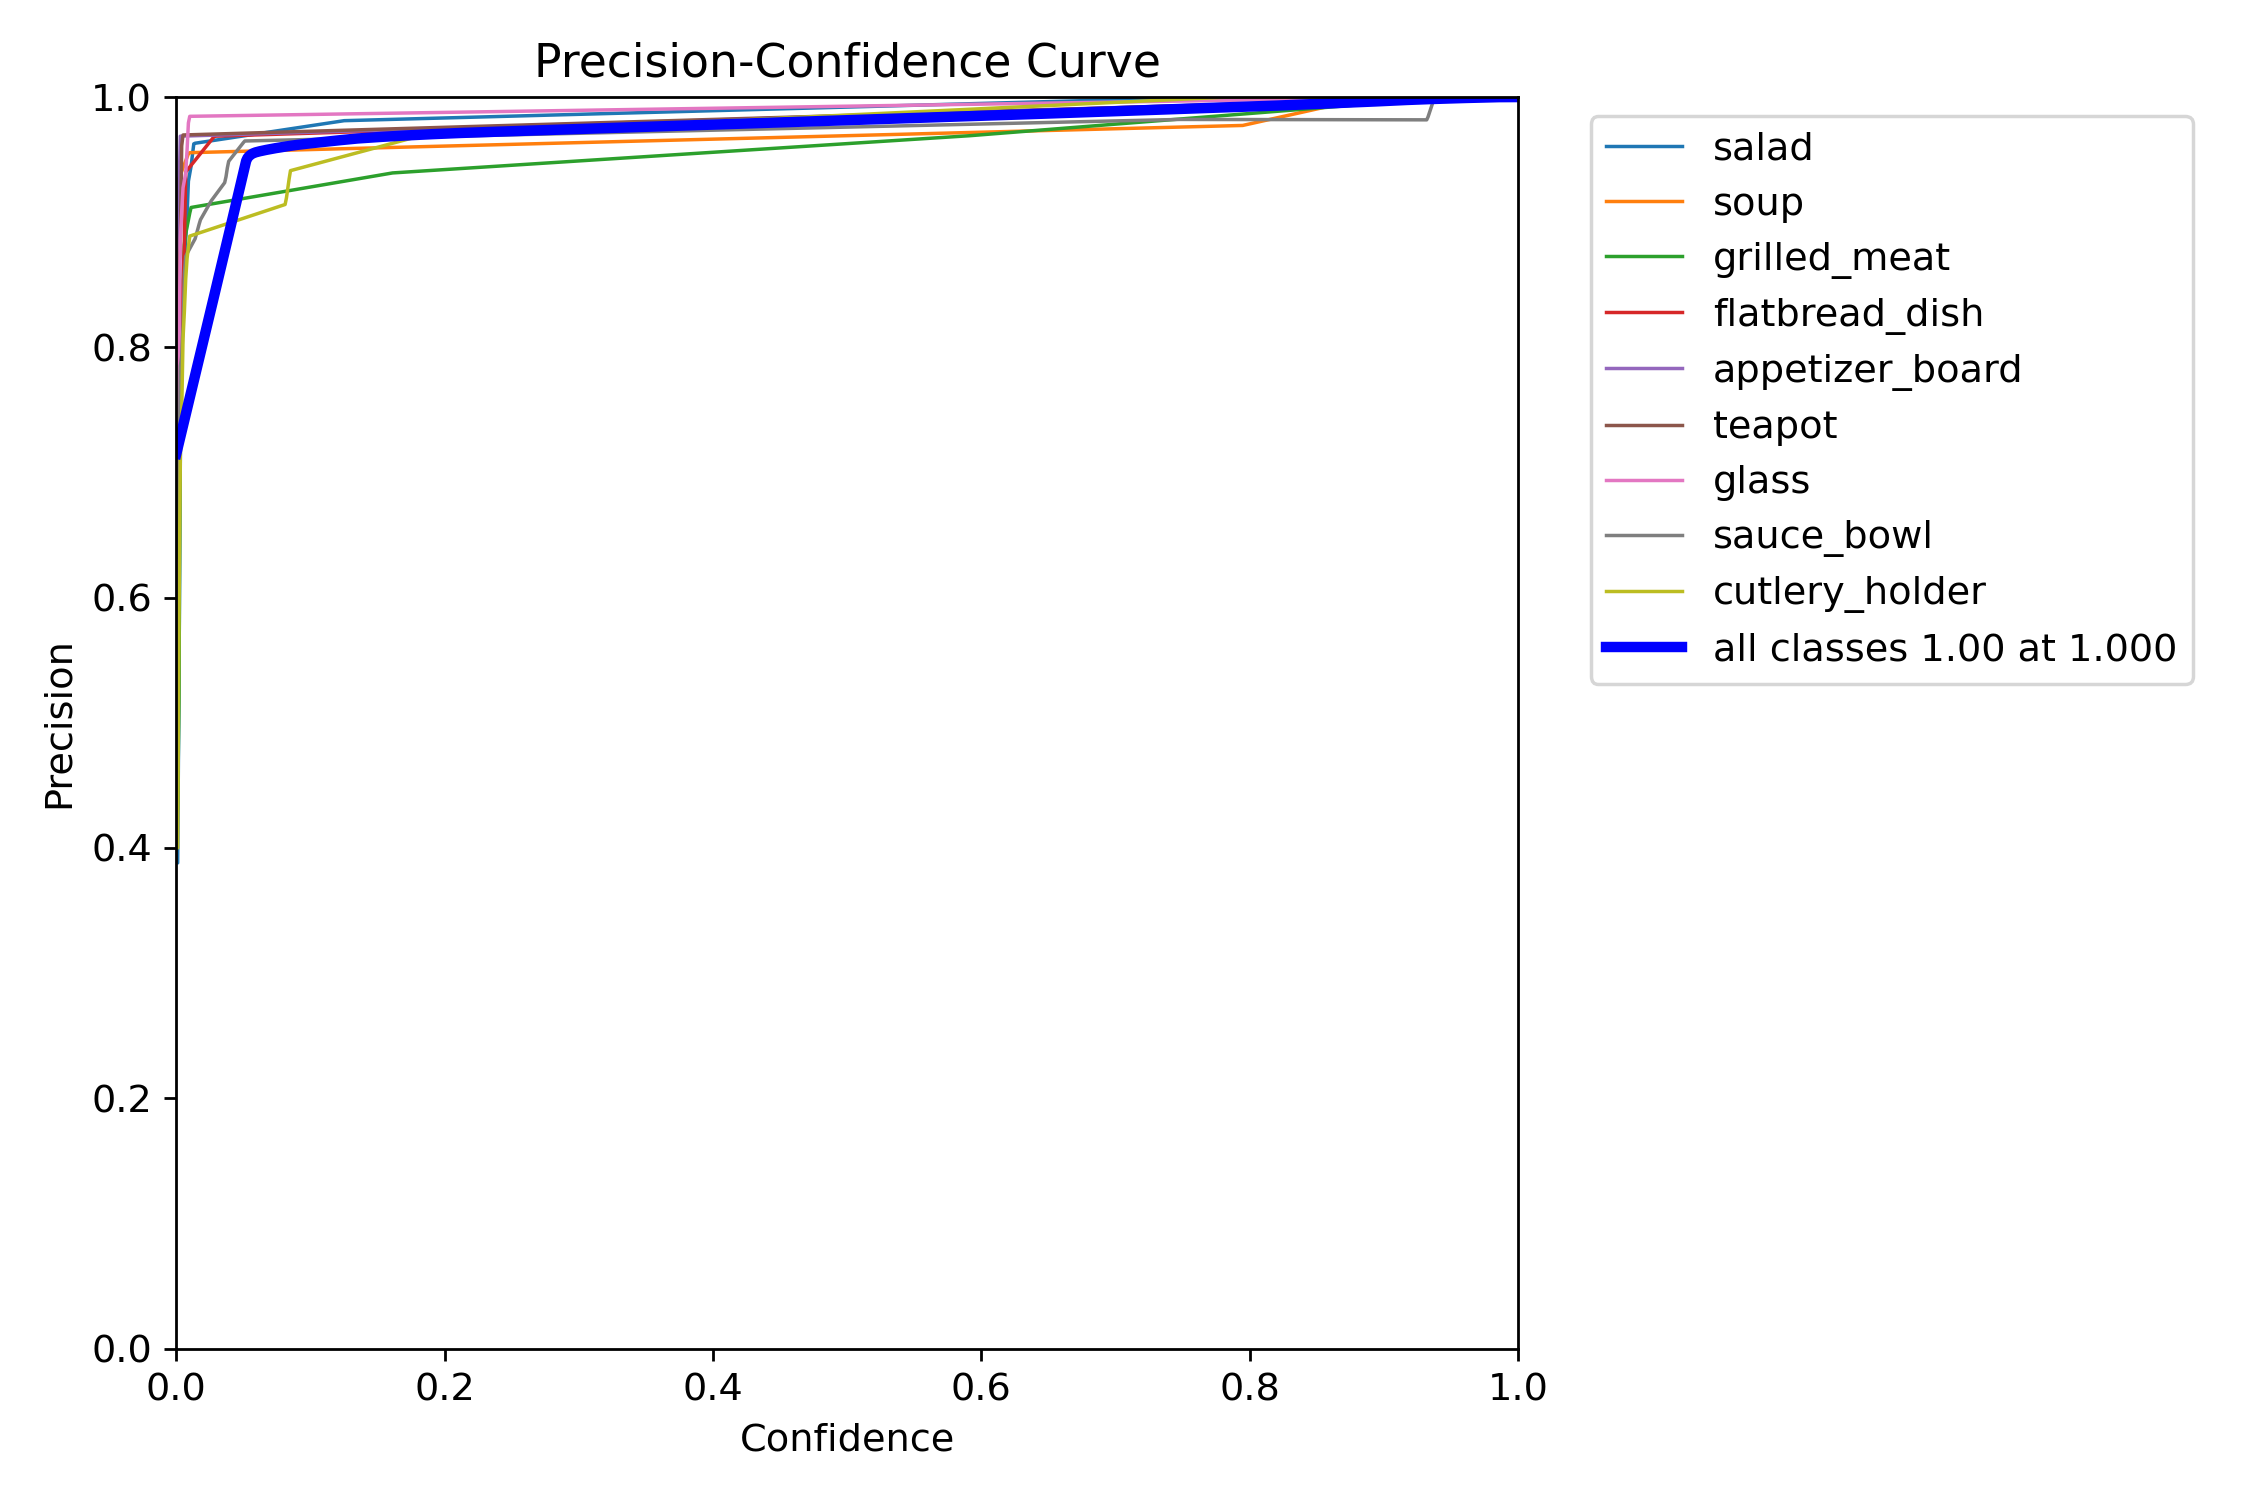 Precision-Confidence Curve
1.0
0.8
0.6
0.4
0.2
0.0
0.0 0.2 0.4 0.6 0.8 1.0
Precision
Confidence
salad
soup
grilled_meat
flatbread_dish
appetizer_board
teapot
glass
sauce_bowl
cutlery_holder
all classes 1.00 at 1.000